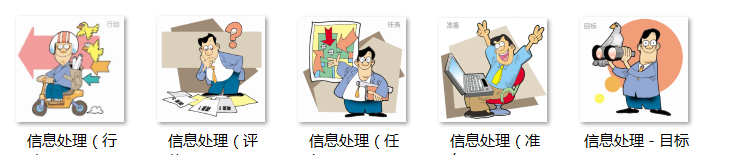 行动
任务
准备
目标
信息处理（行
信息处理（评
信息处理（任
信息处理（准
信息处理 - 目标